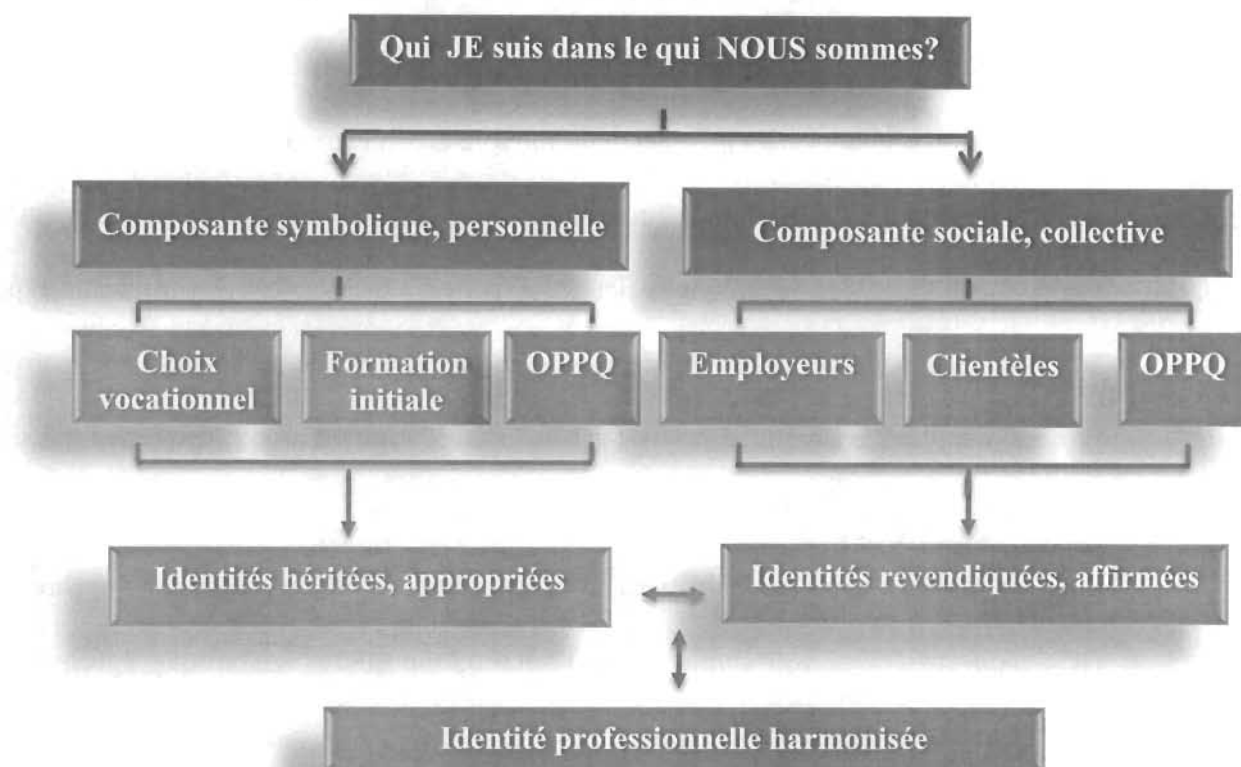 Qui JE suis dans le qui NOUS sommes?
Composante symbolique, personnelle
Composante sociale, collective
Choix
vocationnel
Formation
initiale
OPPQ
Employeurs
Clientèles
OPPQ
Identités héritées, appropriées
Identités revendiquées, affirmées
Identité professionnelle harmonisée